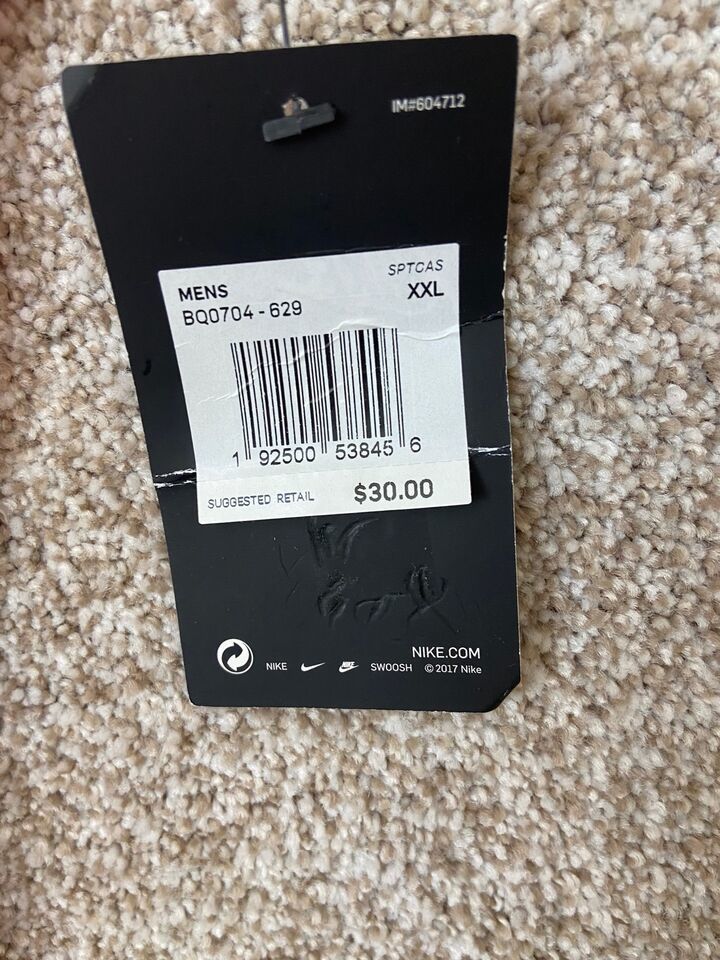 IM#604712
SPTCAS
MENS XXL
BQ0704-629
1 92500 53845 6
SUGGESTED RETAIL $30.00
NIKE.COM
NIKE NIKE SWOOSH © 2017 Nike